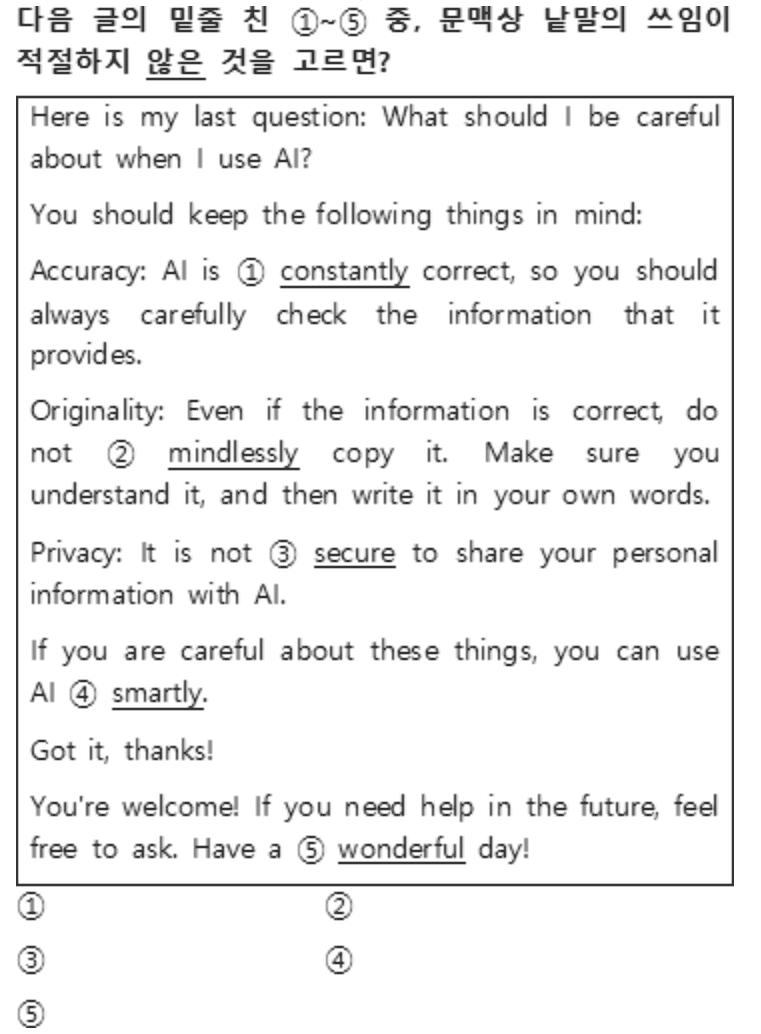 다음 글의 밑줄 친 ①~⑤ 중, 문맥상 낱말의 쓰임이
적절하지 않은 것을 고르면?
Here is my last question: What should I be careful
about when I use AI?
You should keep the following things in mind:
Accuracy: AI is ① constantly correct, so you should
always carefully check the information that it
provides.
Originality: Even if the information is correct, do
not ② mindlessly copy it. Make sure you
understand it, and then write it in your own words.
Privacy: It is not ③ secure to share your personal
information with AI.
If you are careful about these things, you can use
AI ④ smartly.
Got it, thanks!
You're welcome! If you need help in the future, feel
free to ask. Have a ⑤ wonderful day!
① ②
③ ④
⑤